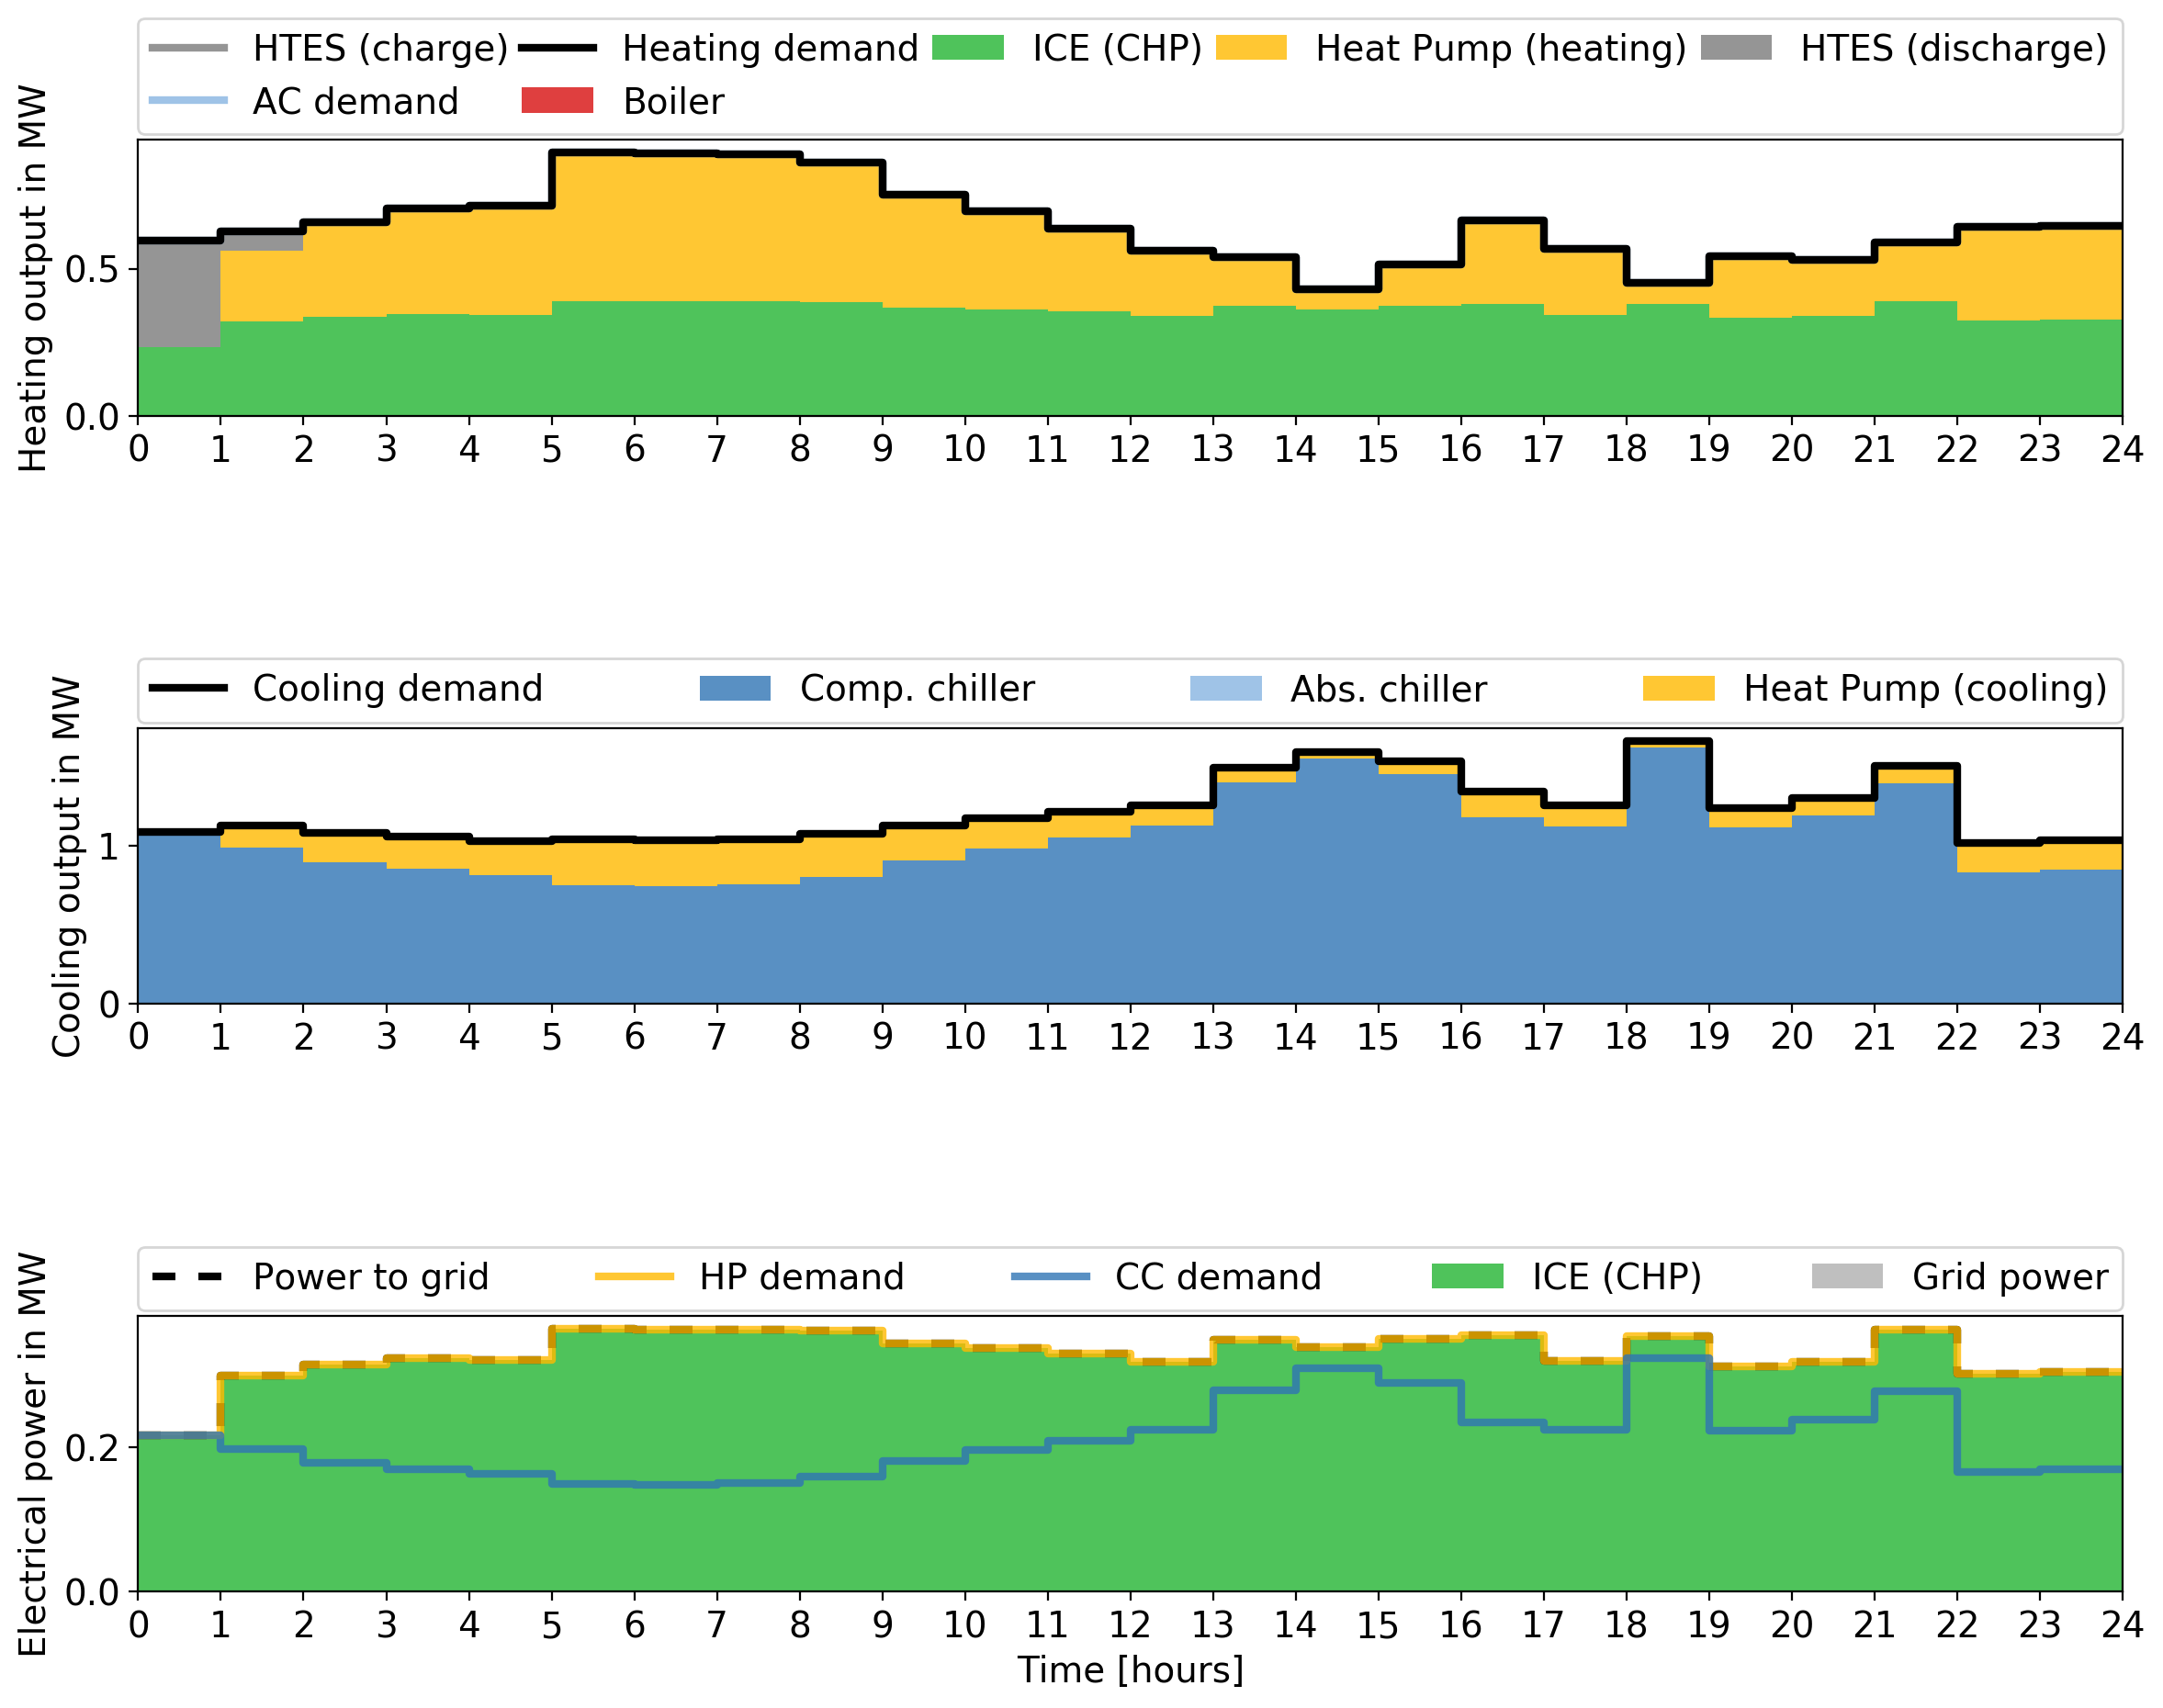 HTES (charge) Heating demand ICE (CHP) Heat Pump (heating) HTES (discharge)
AC demand Boiler
Heating output in MW
0.5
0.0
0 1 2 3 4 5 6 7 8 9 10 11 12 13 14 15 16 17 18 19 20 21 22 23 24
Cooling demand Comp. chiller Abs. chiller Heat Pump (cooling)
Cooling output in MW
1
0
0 1 2 3 4 5 6 7 8 9 10 11 12 13 14 15 16 17 18 19 20 21 22 23 24
Power to grid HP demand CC demand ICE (CHP) Grid power
Electrical power in MW
0.2
0.0
0 1 2 3 4 5 6 7 8 9 10 11 12 13 14 15 16 17 18 19 20 21 22 23 24
Time [hours]